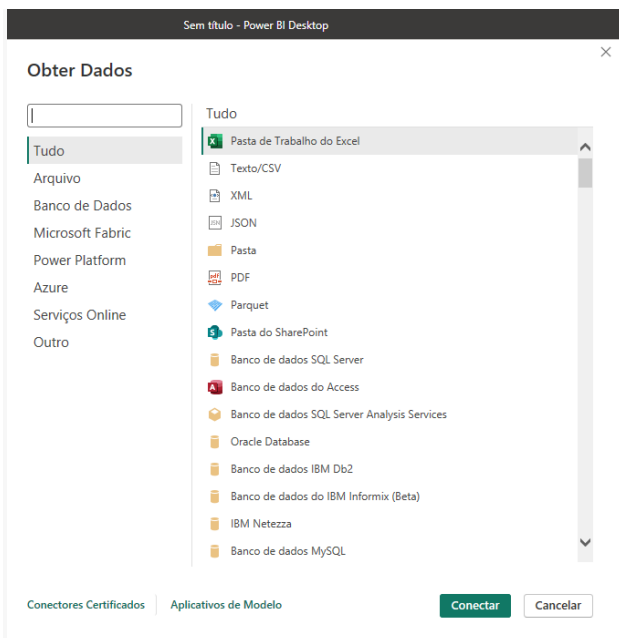 Sem título - Power BI Desktop
Obter Dados
Tudo
Arquivo
Banco de Dados
Microsoft Fabric
Power Platform
Azure
Serviços Online
Outro
Tudo
Pasta de Trabalho do Excel
Texto/CSV
XML
JSON
Pasta
PDF
Parquet
Pasta do SharePoint
Banco de dados SQL Server
Banco de dados do Access
Banco de dados SQL Server Analysis Services
Oracle Database
Banco de dados IBM Db2
Banco de dados do IBM Informix (Beta)
IBM Netezza
Banco de dados MySQL
Conectores Certificados
Aplicativos de Modelo
Conectar
Cancelar